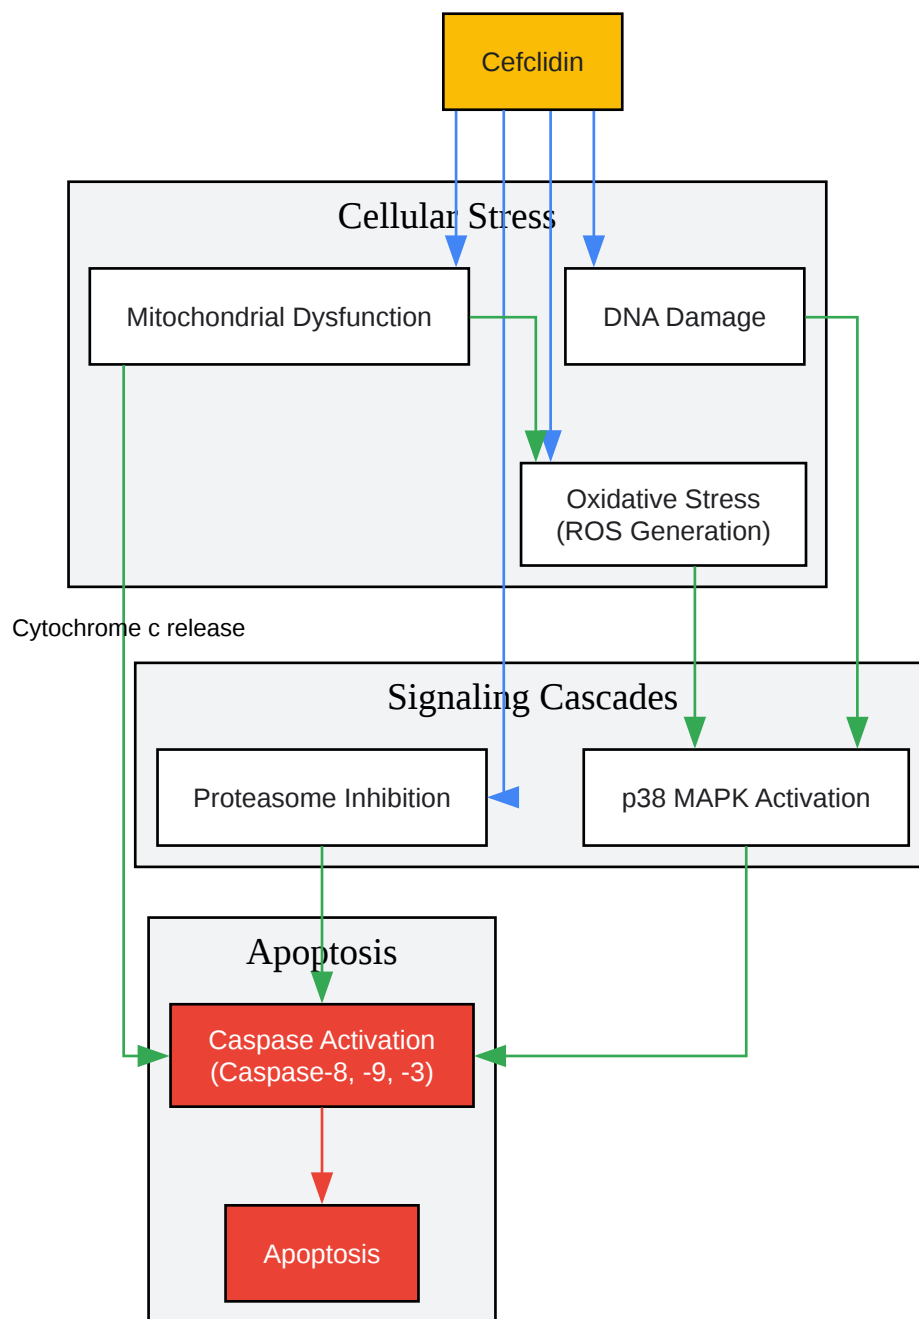 Cefclidin
Cellular Stress
Mitochondrial Dysfunction
DNA Damage
Oxidative Stress
(ROS Generation)
Cytochrome c release
Signaling Cascades
Proteasome Inhibition
p38 MAPK Activation
Apoptosis
Caspase Activation
(Caspase-8, -9, -3)
Apoptosis